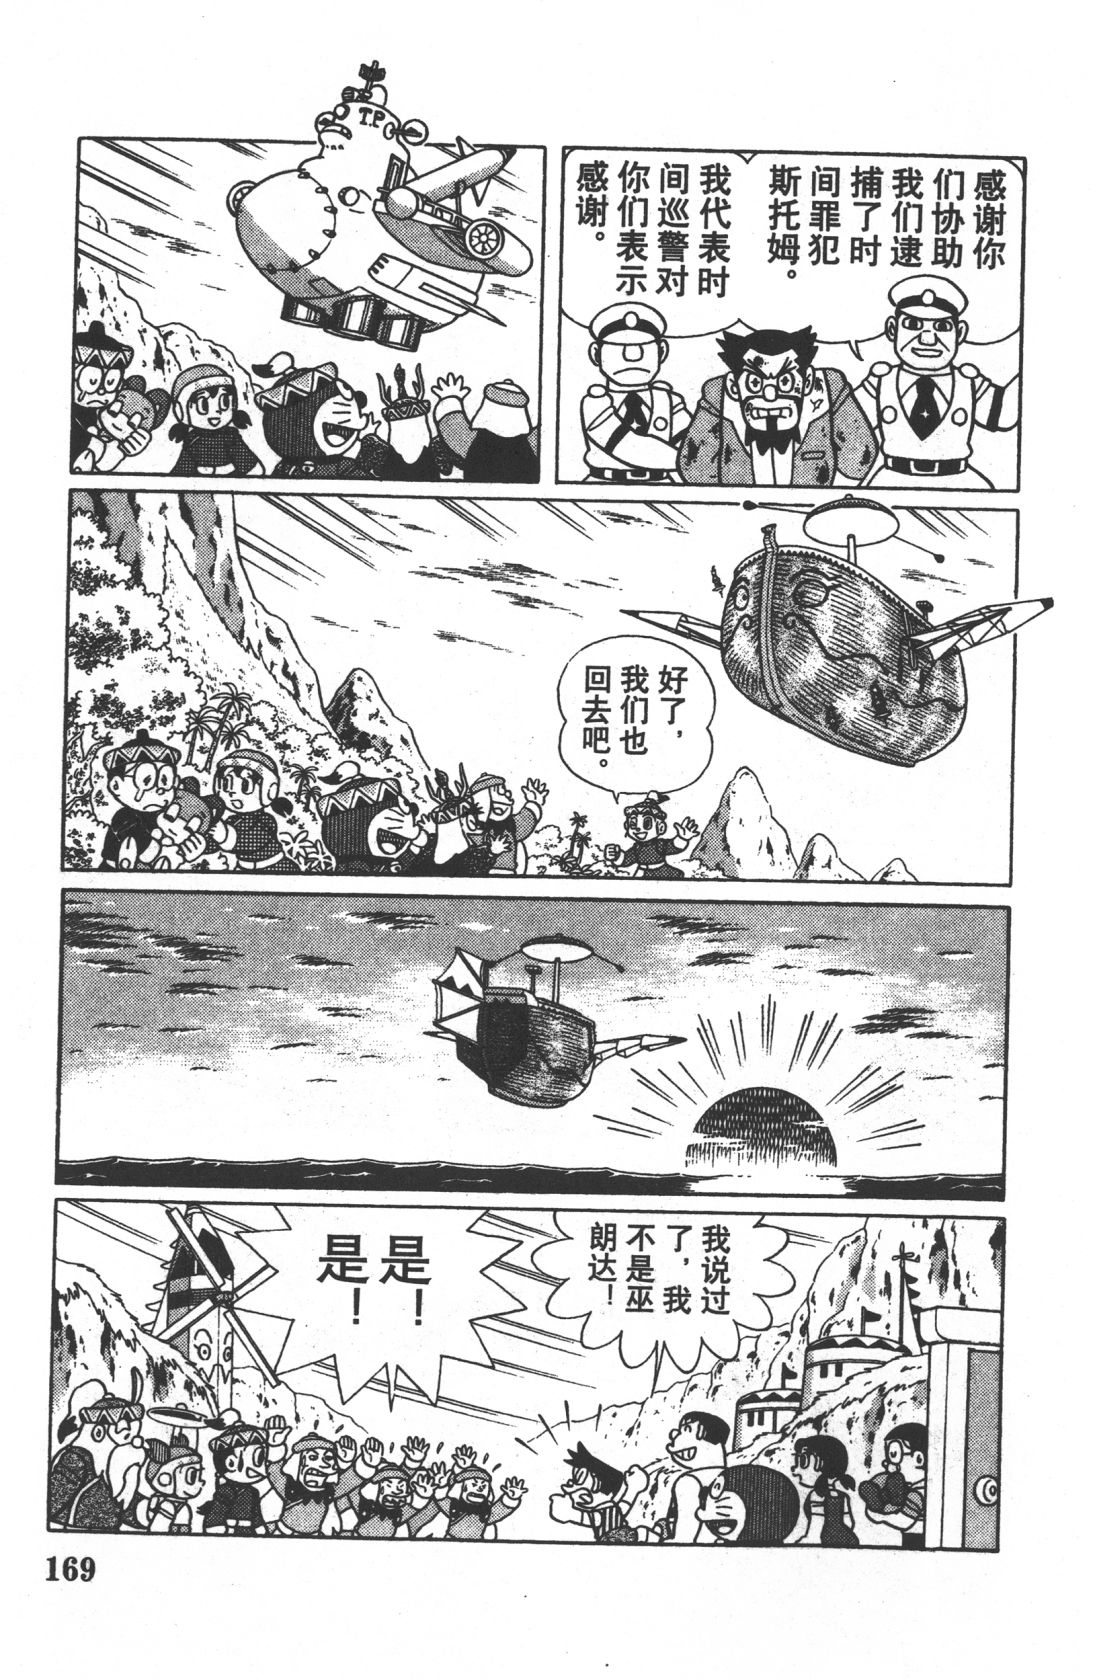 感谢你
们协助
我们逮
捕了时
间罪犯
斯托姆。
我代表时
间巡警对
你们表示
感谢。
T.P
好了，
我们也
回去吧。
我说过
了，我
不是巫
朗达！
是！
是！
169